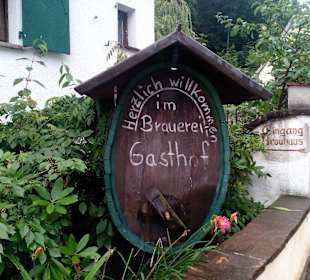 Herzlich willkommen
im
Brauerei
Gasthof
Eingang
Brauhaus